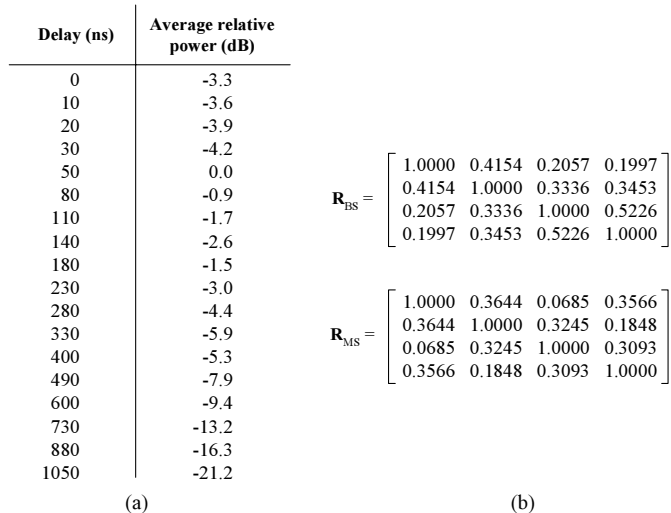 Delay (ns) Average relative power (dB)
0 -3.3
10 -3.6
20 -3.9
30 -4.2
50 0.0
80 -0.9
110 -1.7
140 -2.6
180 -1.5
230 -3.0
280 -4.4
330 -5.9
400 -5.3
490 -7.9
600 -9.4
730 -13.2
880 -16.3
1050 -21.2
(a)
R_BS =
1.0000 0.4154 0.2057 0.1997
0.4154 1.0000 0.3336 0.3453
0.2057 0.3336 1.0000 0.5226
0.1997 0.3453 0.5226 1.0000
R_MS =
1.0000 0.3644 0.0685 0.3566
0.3644 1.0000 0.3245 0.1848
0.0685 0.3245 1.0000 0.3093
0.3566 0.1848 0.3093 1.0000
(b)